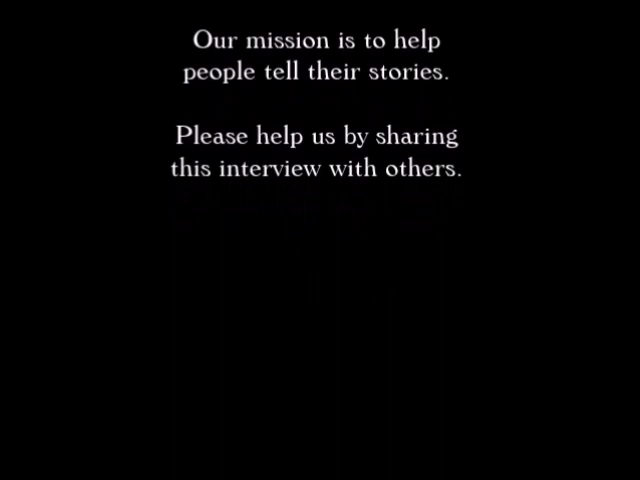 Our mission is to help
people tell their stories.
Please help us by sharing
this interview with others.